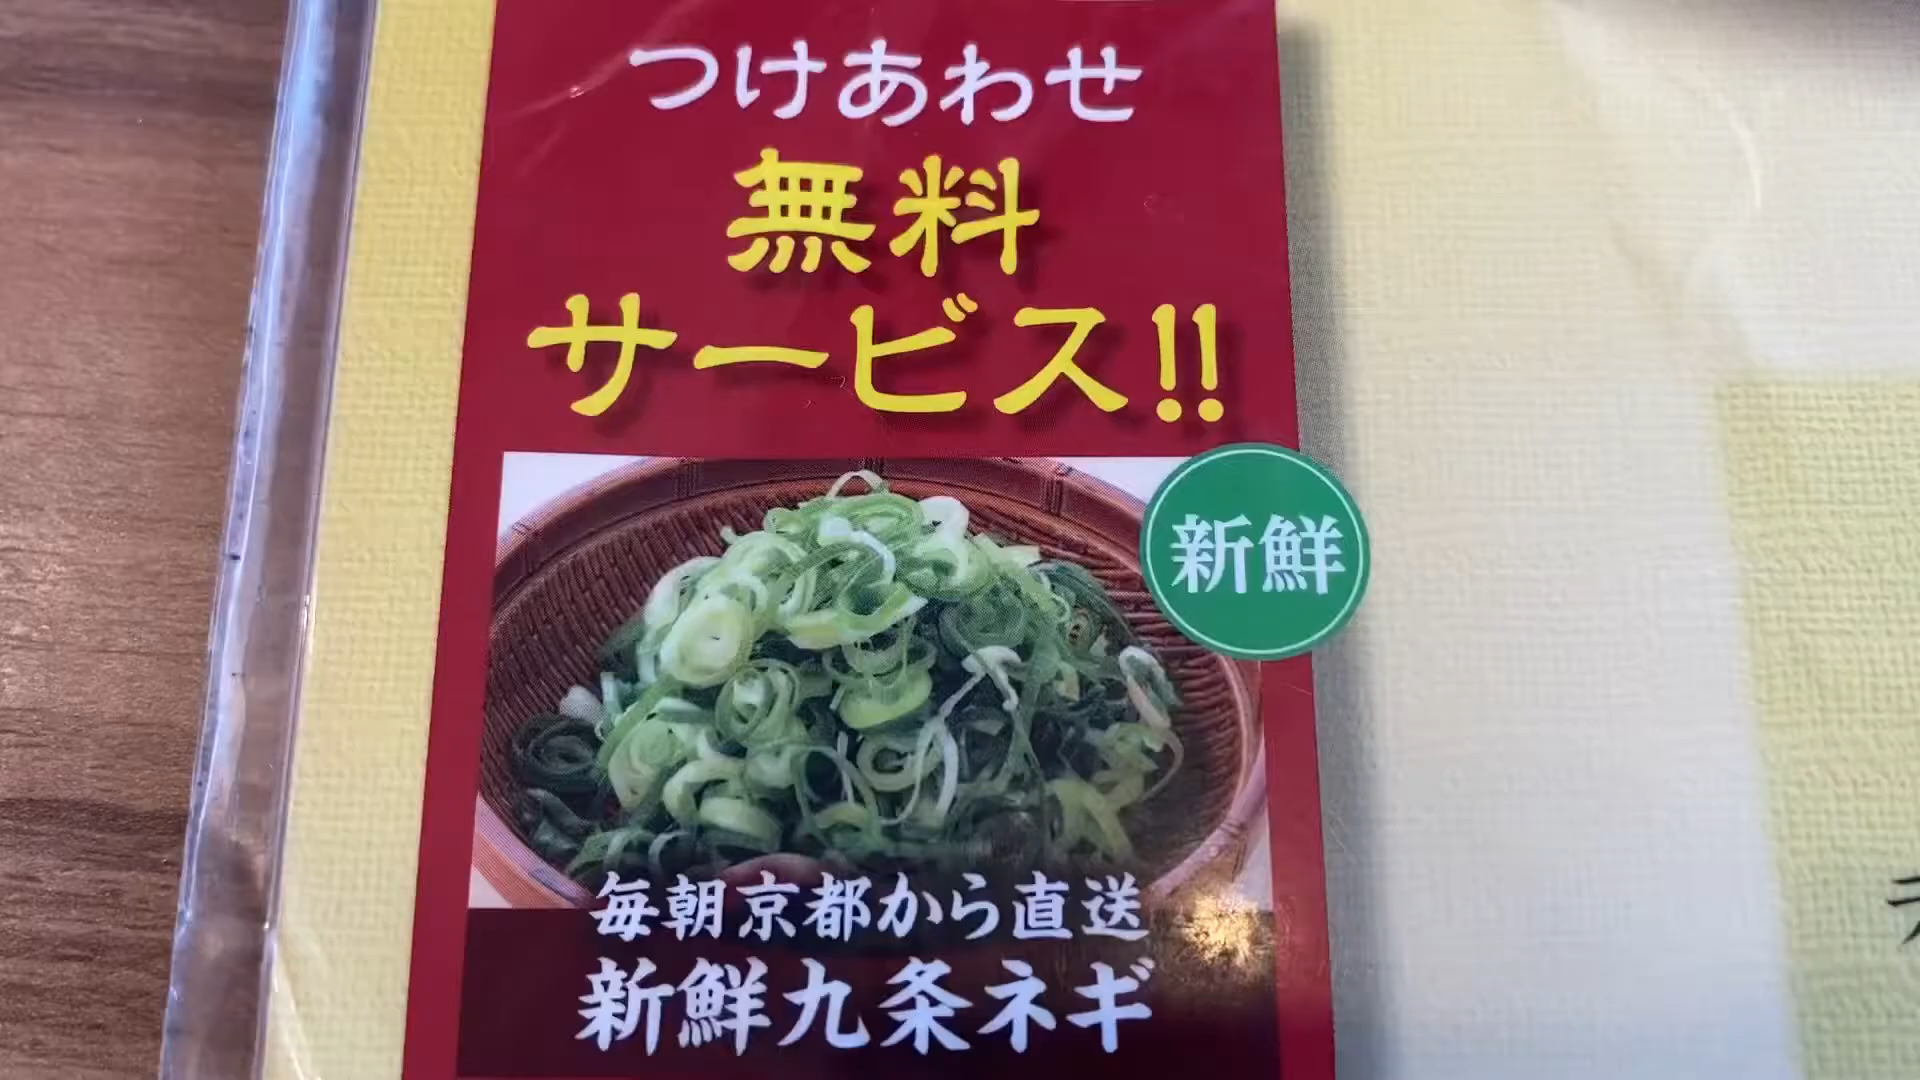 つけあわせ
無料
サービス!!
新鮮
毎朝京都から直送
新鮮九条ネギ